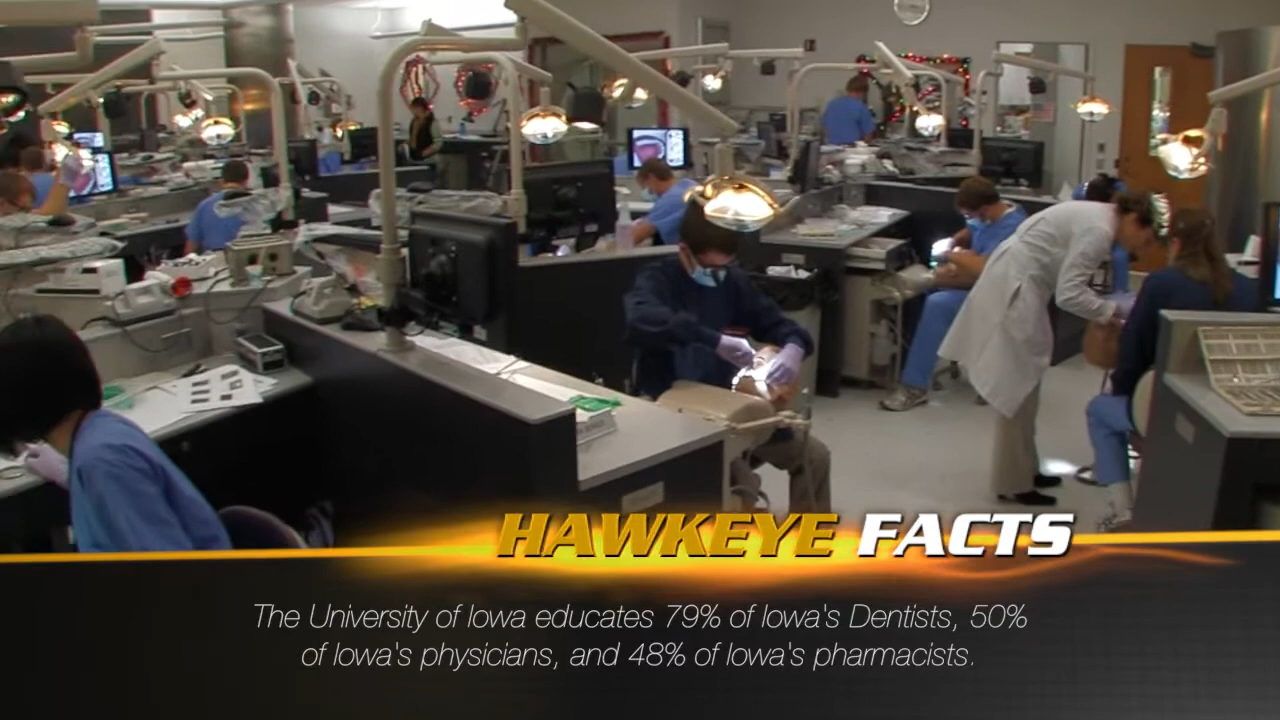 HAWKEYE FACTS
The University of Iowa educates 79% of Iowa's Dentists, 50%
of Iowa's physicians, and 48% of Iowa's pharmacists.